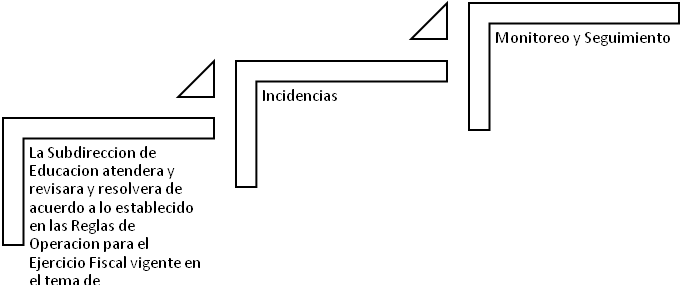 La Subdireccion de
Educacion atendera y
revisara y resolvera de
acuerdo a lo establecido
en las Reglas de
Operacion para el
Ejercicio Fiscal vigente en
el tema de
Incidencias
Monitoreo y Seguimiento